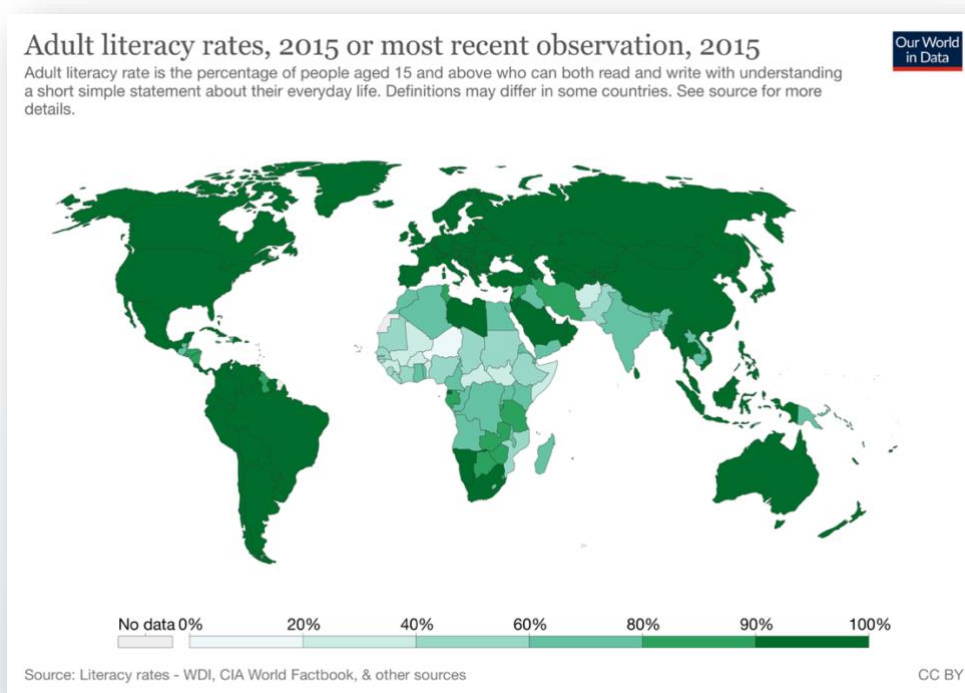 Adult literacy rates, 2015 or most recent observation, 2015
Our World
in Data
Adult literacy rate is the percentage of people aged 15 and above who can both read and write with understanding
a short simple statement about their everyday life. Definitions may differ in some countries. See source for more
details.
No data 0% 20% 40% 60% 80% 90% 100%
Source: Literacy rates - WDI, CIA World Factbook, & other sources CC BY